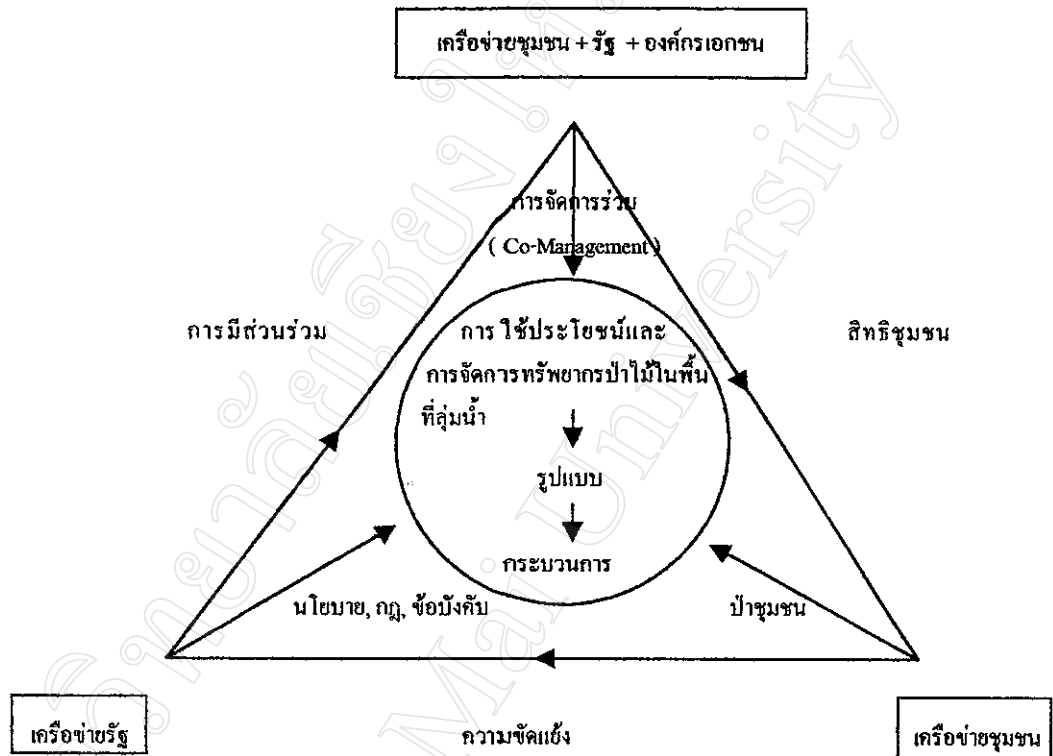 เครือข่ายชุมชน + รัฐ + องค์กรเอกชน
การจัดการร่วม
( Co-Management )
การมีส่วนร่วม
สิทธิชุมชน
การ ใช้ประโยชน์และ
การจัดการทรัพยากรป่าไม้ในพื้น
ที่ลุ่มน้ำ
รูปแบบ
กระบวนการ
นโยบาย, กฎ, ข้อบังคับ
ป่าชุมชน
เครือข่ายรัฐ
ความขัดแย้ง
เครือข่ายชุมชน
Mai University